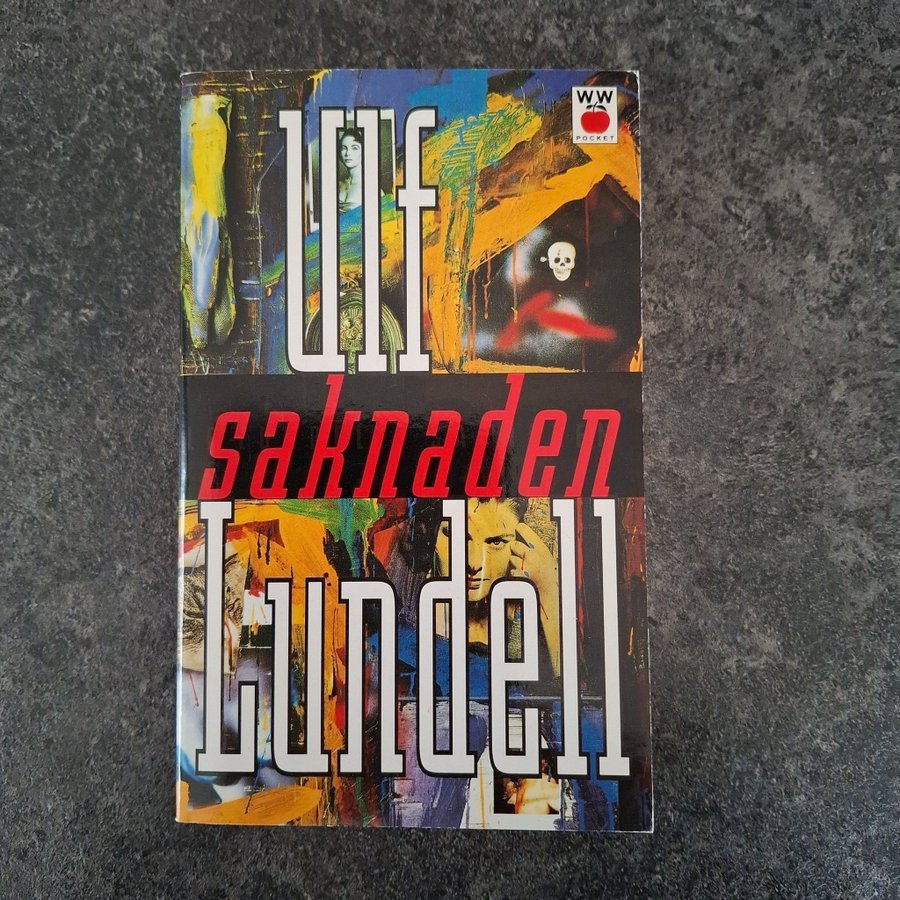 WW
POCKET
Ulf
saknaden
Lundell